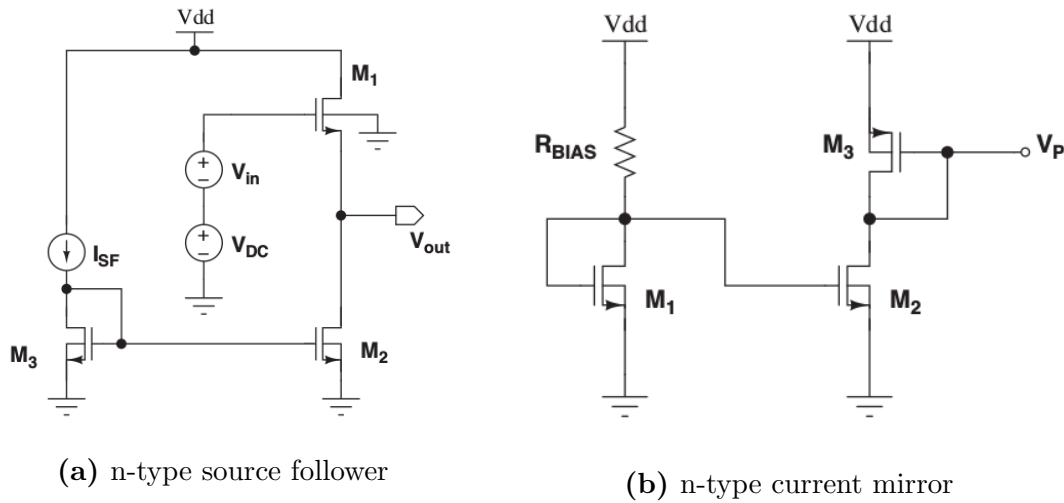 Vdd
M1
Vin
VDC
ISF
Vout
M3
M2
(a) n-type source follower
Vdd
Vdd
RBIAS
M3
VP
M1
M2
(b) n-type current mirror